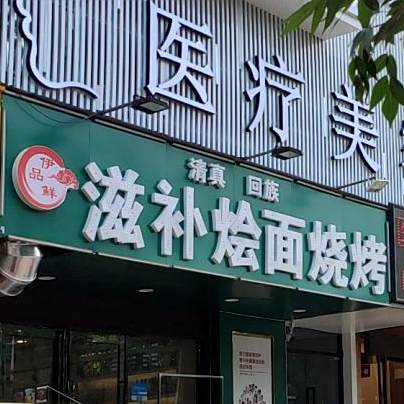 医疗美
清真 回族
伊品鲜
滋补烩面烧烤